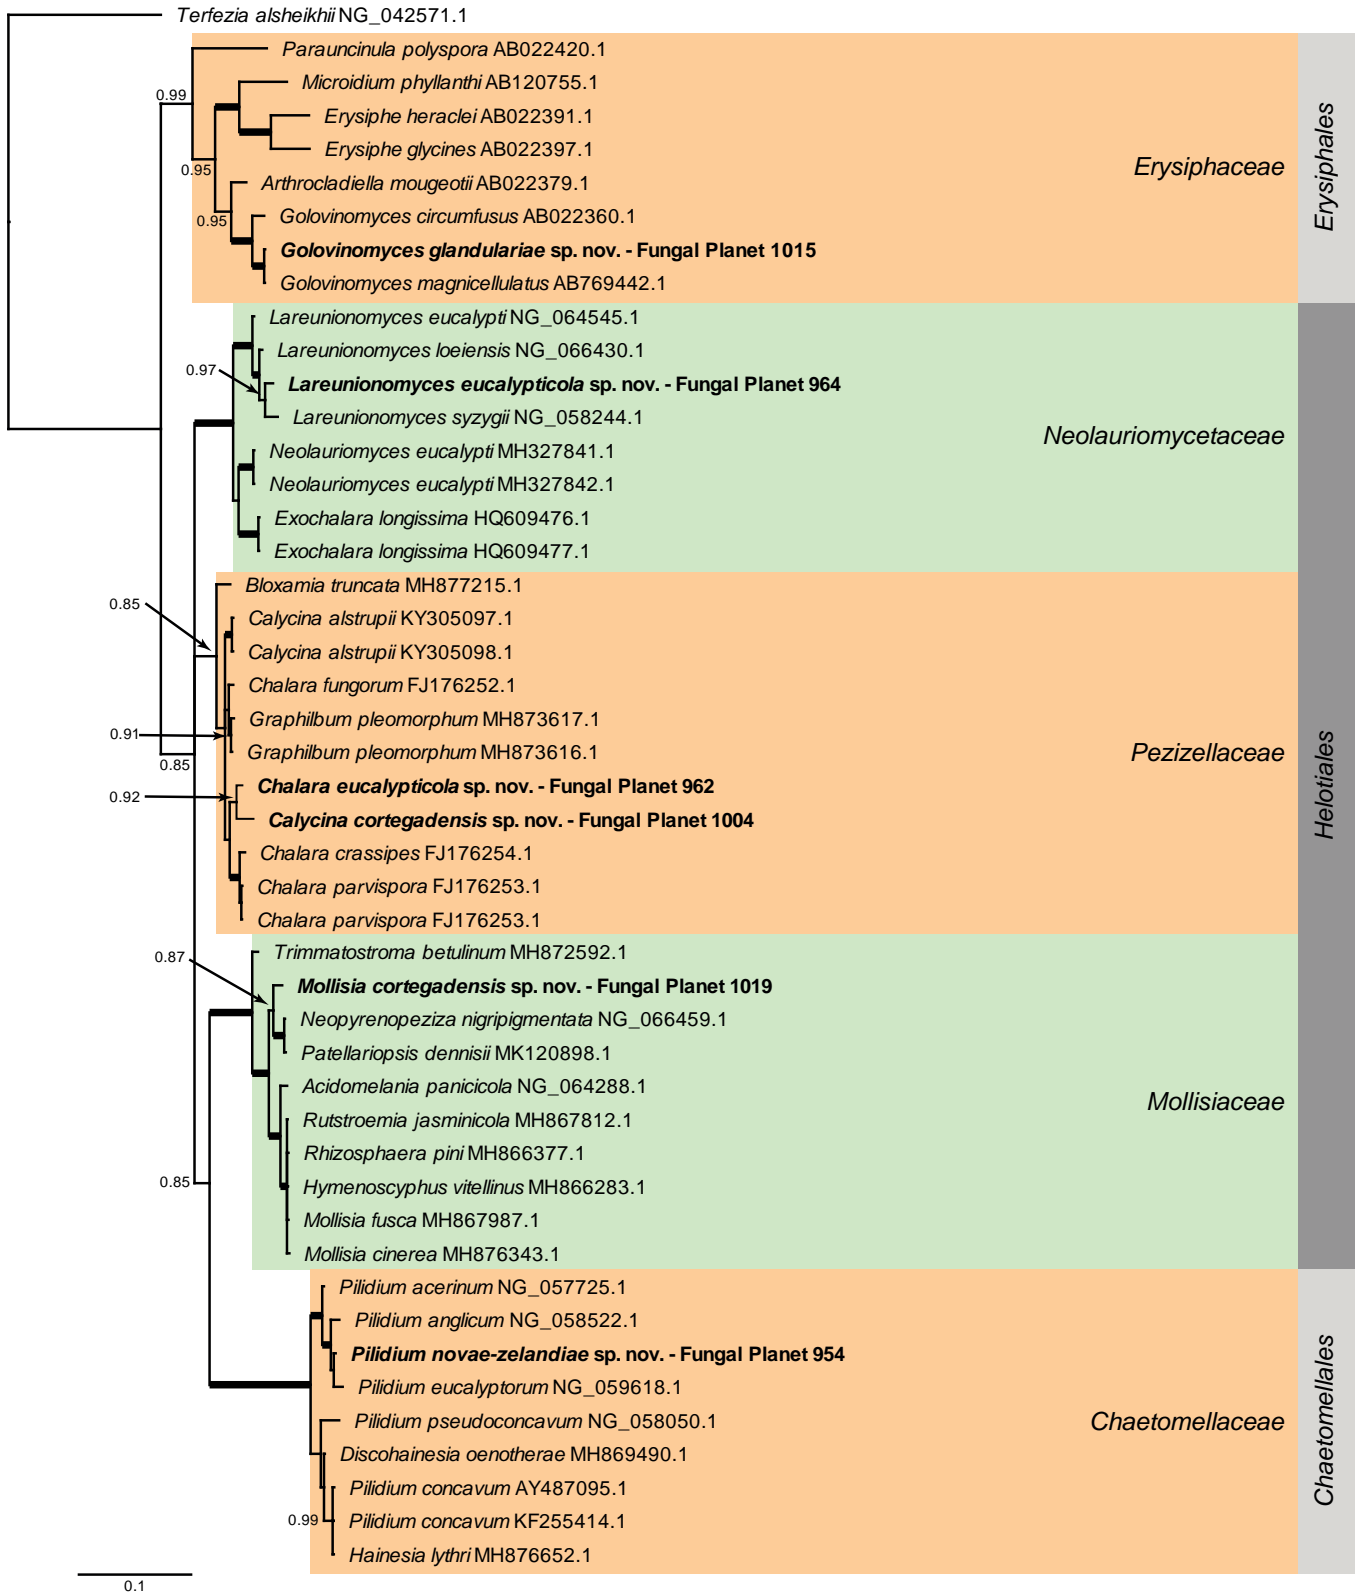 Terfezia alsheikhii NG_042571.1
Parauncinula polyspora AB022420.1
Microidium phyllanthi AB120755.1
0.99
Erysiphe heraclei AB022391.1
Erysiphe glycines AB022397.1
Erysiphaceae
Erysiphales
0.95
Arthrocladiella mougeotii AB022379.1
Golovinomyces circumfusus AB022360.1
0.95
Golovinomyces glandulariae sp. nov. - Fungal Planet 1015
Golovinomyces magnicellulatus AB769442.1
Lareunionomyces eucalypti NG_064545.1
Lareunionomyces loeiensis NG_066430.1
0.97
Lareunionomyces eucalypticola sp. nov. - Fungal Planet 964
Lareunionomyces syzygii NG_058244.1
Neolauriomycetaceae
Neolauriomyces eucalypti MH327841.1
Neolauriomyces eucalypti MH327842.1
Exochalara longissima HQ609476.1
Exochalara longissima HQ609477.1
Bloxamia truncata MH877215.1
0.85
Calycina alstrupii KY305097.1
Calycina alstrupii KY305098.1
Chalara fungorum FJ176252.1
Helotiales
Graphilbum pleomorphum MH873617.1
0.91
Graphilbum pleomorphum MH873616.1
Pezizellaceae
0.85
Chalara eucalypticola sp. nov. - Fungal Planet 962
0.92
Calycina cortegadensis sp. nov. - Fungal Planet 1004
Chalara crassipes FJ176254.1
Chalara parvispora FJ176253.1
Chalara parvispora FJ176253.1
Trimmatostroma betulinum MH872592.1
0.87
Mollisia cortegadensis sp. nov. - Fungal Planet 1019
Neopyrenopeziza nigripigmentata NG_066459.1
Patellariopsis dennisii MK120898.1
Acidomelania panicicola NG_064288.1
Mollisiaceae
Rutstroemia jasminicola MH867812.1
Rhizosphaera pini MH866377.1
0.85
Hymenoscyphus vitellinus MH866283.1
Mollisia fusca MH867987.1
Mollisia cinerea MH876343.1
Pilidium acerinum NG_057725.1
Pilidium anglicum NG_058522.1
Pilidium novae-zelandiae sp. nov. - Fungal Planet 954
Pilidium eucalyptorum NG_059618.1
Pilidium pseudoconcavum NG_058050.1
Chaetomellaceae
Chaetomellales
Discohainesia oenotherae MH869490.1
Pilidium concavum AY487095.1
0.99
Pilidium concavum KF255414.1
Hainesia lythri MH876652.1
0.1